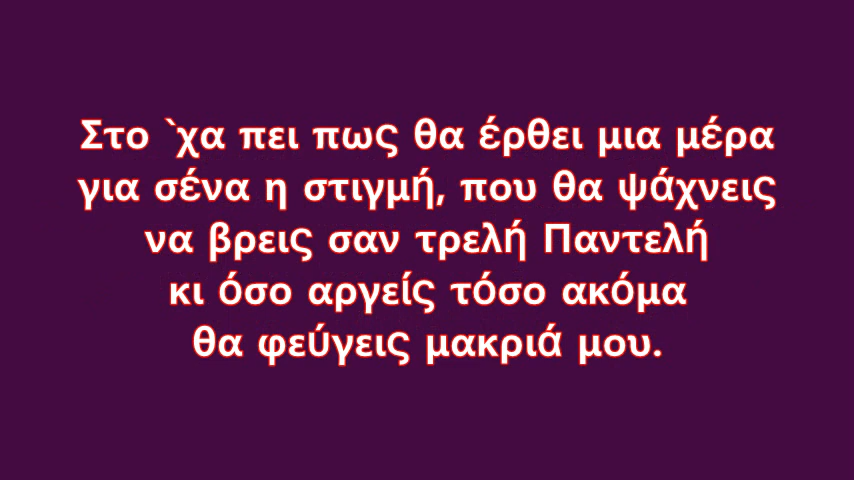 Στο `χα πει πως θα έρθει μια μέρα
για σένα η στιγμή, που θα ψάχνεις
να βρεις σαν τρελή Παντελή
κι όσο αργείς τόσο ακόμα
θα φεύγεις μακριά μου.